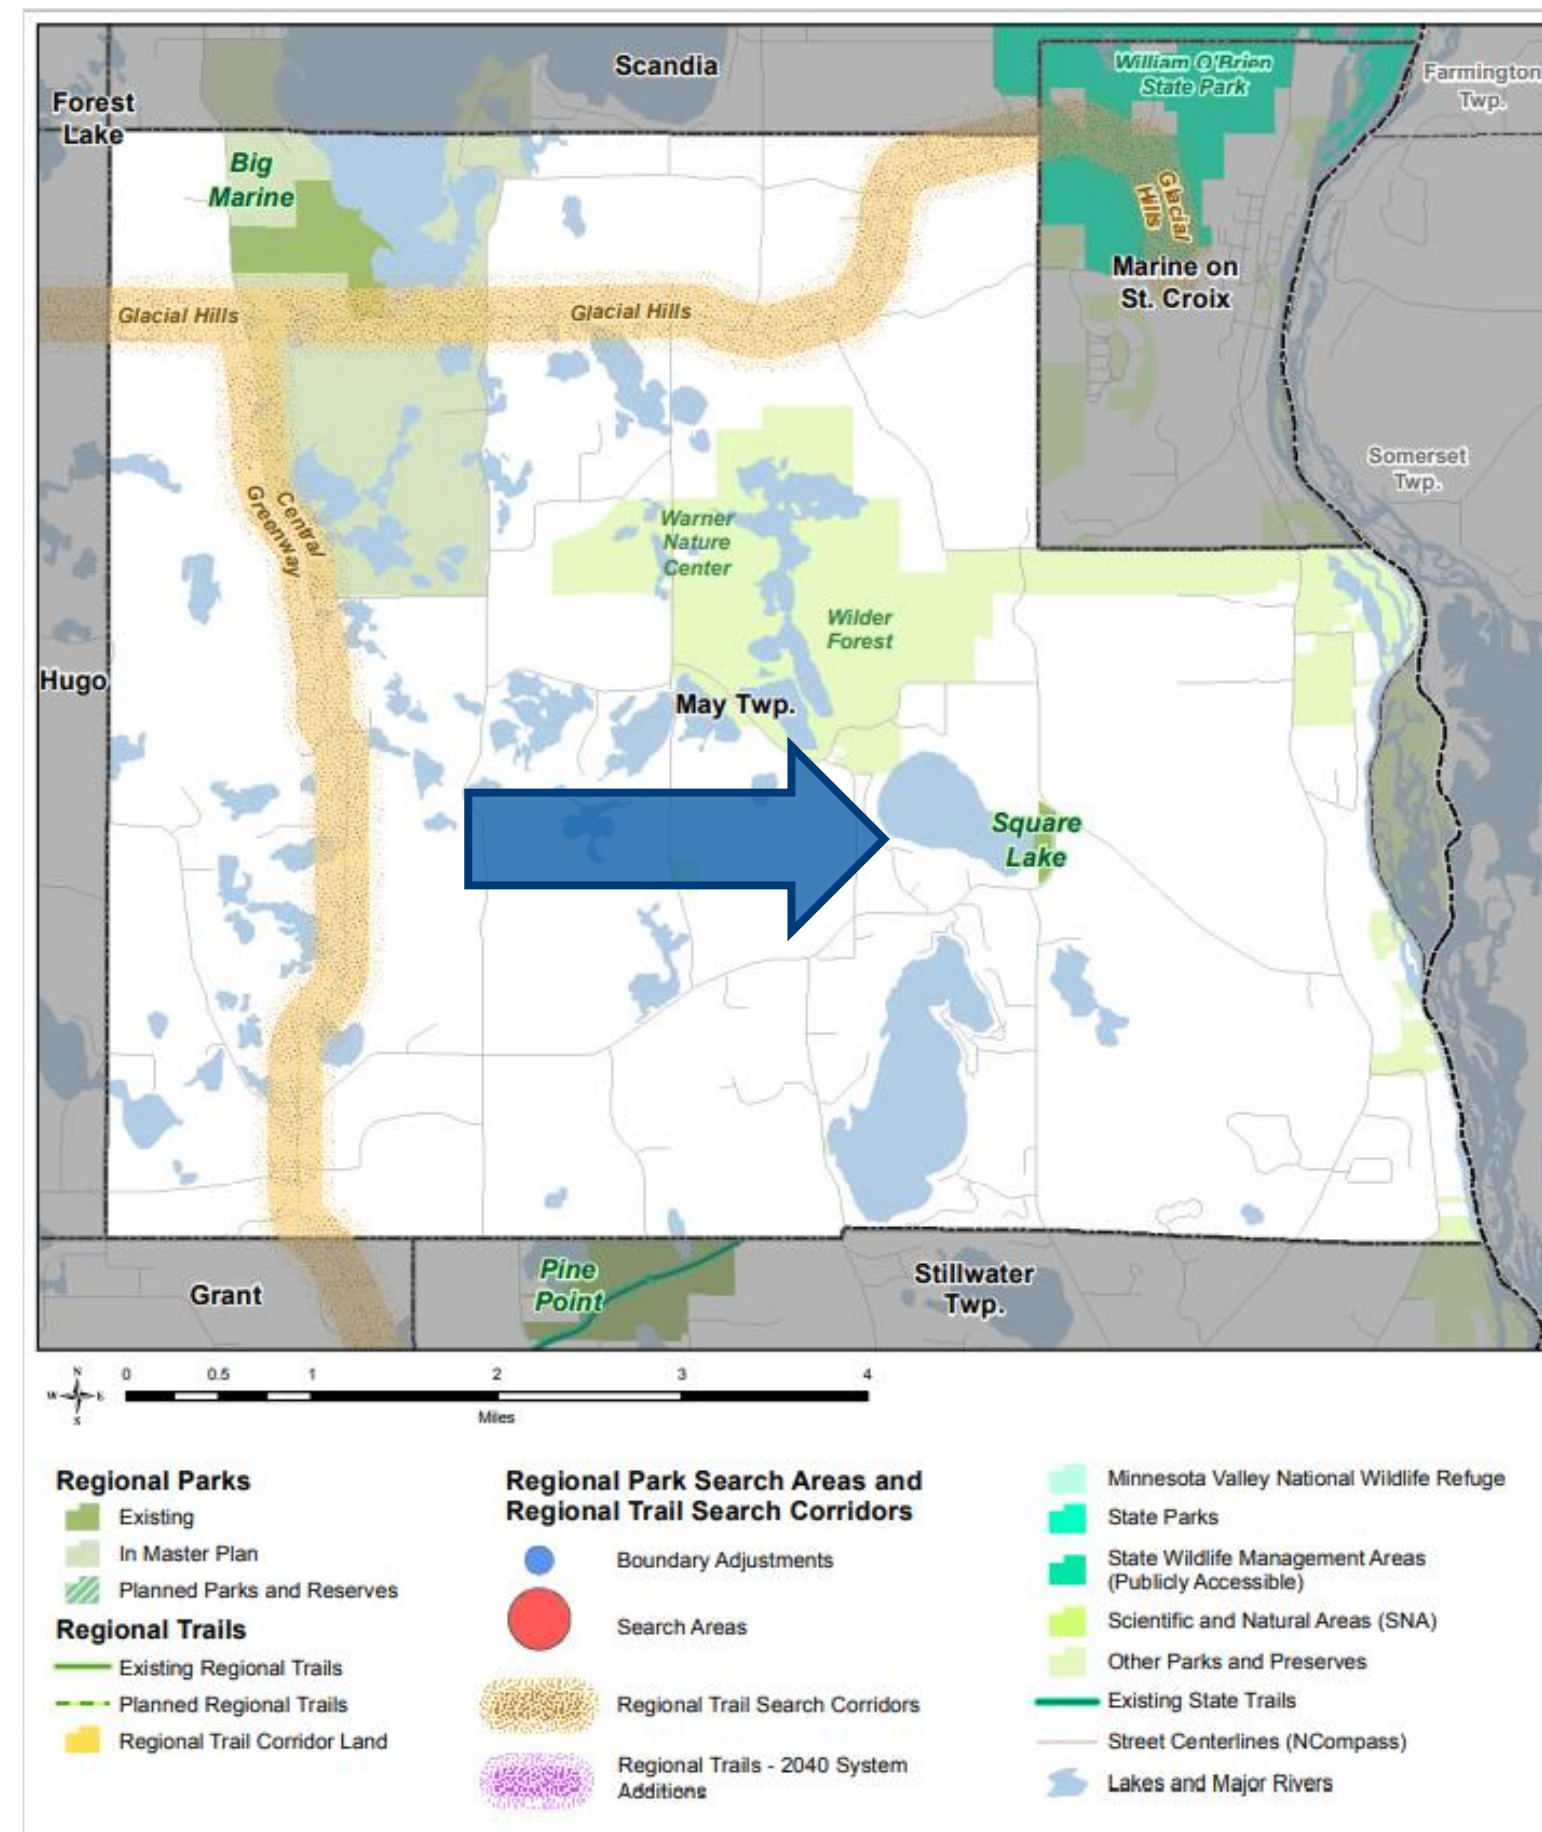 Scandia
William O'Brien
State Park
Farmington
Twp.
Forest
Lake
Big
Marine
Glacial
Hills
Marine on
St. Croix
Glacial Hills
Glacial Hills
Somerset
Twp.
Central
Greenway
Warner
Nature
Center
Wilder
Forest
Hugo
May Twp.
Square
Lake
Pine
Point
Grant
Stillwater
Twp.
N
W E
S
0 0.5 1 2 3 4
Miles
Regional Parks
Existing
In Master Plan
Planned Parks and Reserves
Regional Trails
Existing Regional Trails
Planned Regional Trails
Regional Trail Corridor Land
Regional Park Search Areas and
Regional Trail Search Corridors
Boundary Adjustments
Search Areas
Regional Trail Search Corridors
Regional Trails - 2040 System
Additions
Minnesota Valley National Wildlife Refuge
State Parks
State Wildlife Management Areas
(Publicly Accessible)
Scientific and Natural Areas (SNA)
Other Parks and Preserves
Existing State Trails
Street Centerlines (NCompass)
Lakes and Major Rivers